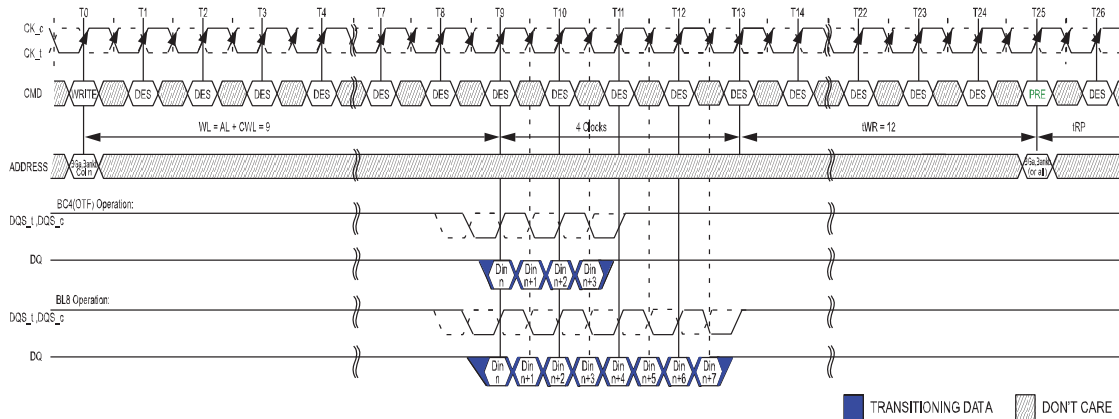 T0 T1 T2 T3 T4 T7 T8 T9 T10 T11 T12 T13 T14 T22 T23 T24 T25 T26
CK_c
CK_t
CMD WRITE DES DES DES DES DES DES DES DES DES DES DES DES DES DES DES PRE DES
WL = AL + CWL = 9 4 Clocks tWR = 12 tRP
ADDRESS
Col n (or all)
BC4(OTF) Operation:
DQS_t ,DQS_c
DQ Din n Din n+1 Din n+2 Din n+3
BL8 Operation:
DQS_t ,DQS_c
DQ Din n Din n+1 Din n+2 Din n+3 Din n+4 Din n+5 Din n+6 Din n+7
TRANSITIONING DATA DON'T CARE